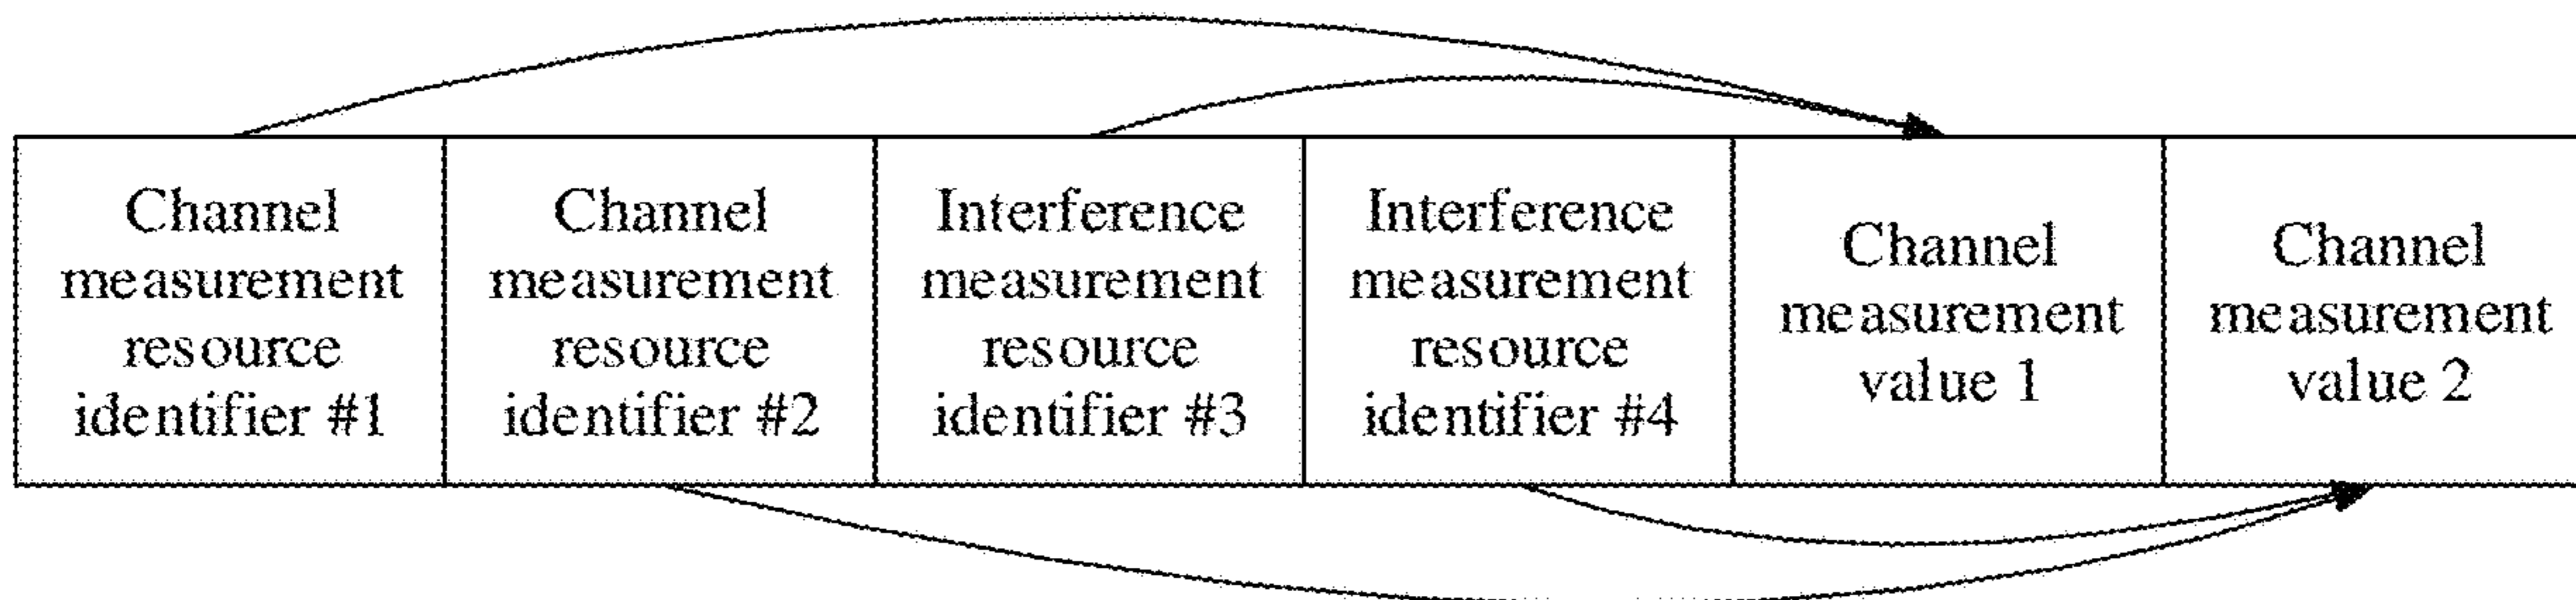 Channel
measurement
resource
identifier #1
Channel
measurement
resource
identifier #2
Interference
measurement
resource
identifier #3
Interference
measurement
resource
identifier #4
Channel
measurement
value 1
Channel
measurement
value 2